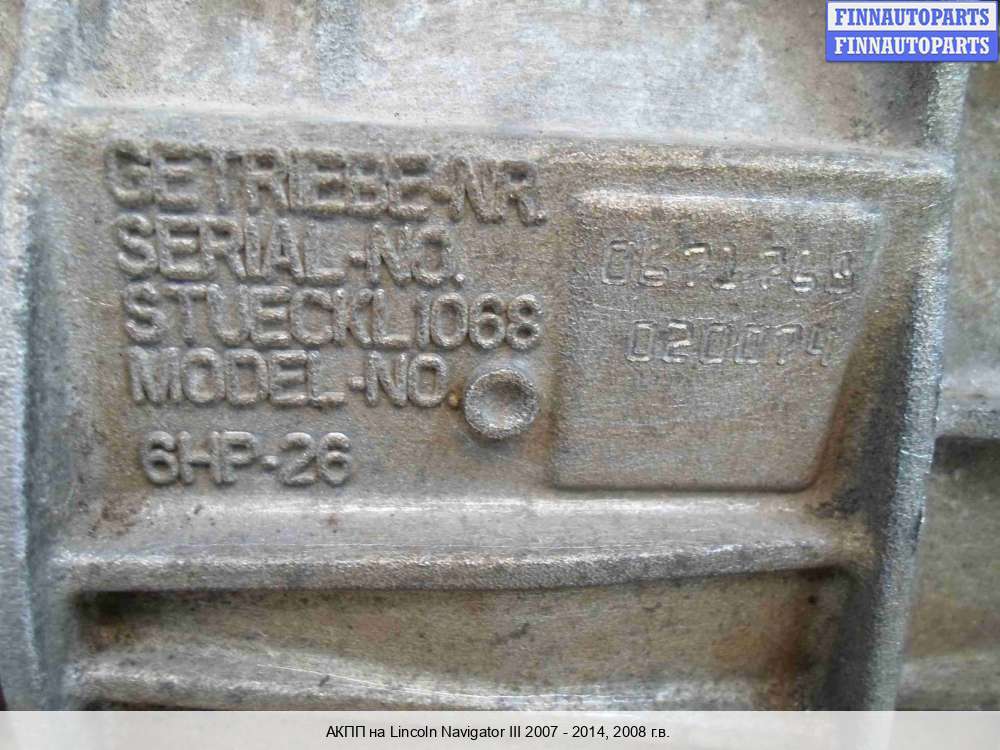 FINNAUTOPARTS
FINNAUTOPARTS
GETRIEBE-NR.
SERIAL-NO.
STUECKL1068
MODEL-NO.
6HP-26
020074
АКПП на Lincoln Navigator III 2007 - 2014, 2008 г.в.